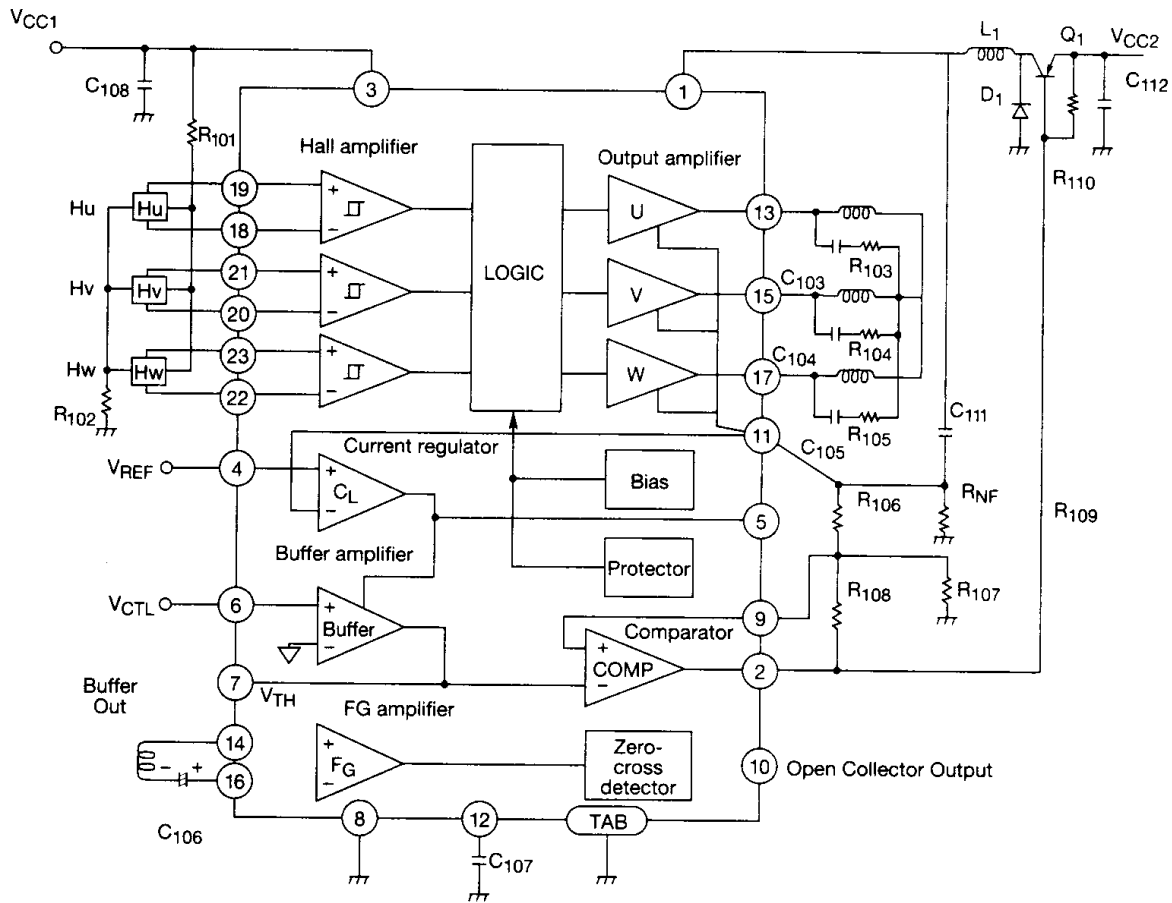 VCC1
L1
Q1
VCC2
C108
3
1
D1
C112
R101
R110
Hall amplifier
Output amplifier
19
+
Hu
Hu
18
−
U
13
LOGIC
R103
21
+
Hv
Hv
20
−
V
C103
15
R104
23
+
Hw
Hw
22
−
W
C104
17
R102
R105
C111
11
C105
Current regulator
VREF
4
+
CL
−
Bias
R106
RNF
5
R109
Buffer amplifier
Protector
R108
R107
VCTL
6
+
Buffer
−
9
Comparator
+
COMP
−
2
7
VTH
Buffer
Out
FG amplifier
14
− +
16
+
FG
−
Zero-
cross
detector
10
Open Collector Output
C106
8
12
TAB
C107